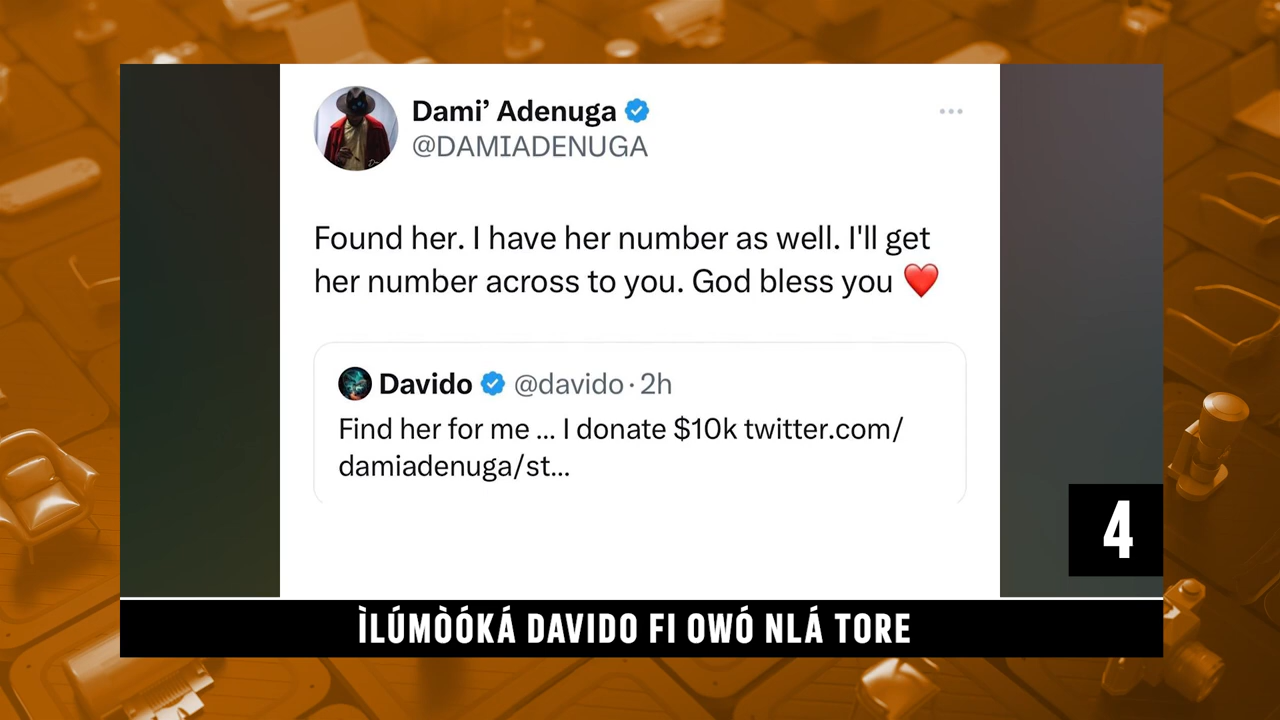 Dami’ Adenuga
@DAMIADENUGA
Found her. I have her number as well. I'll get
her number across to you. God bless you ❤️
Davido @davido · 2h
Find her for me ... I donate $10k twitter.com/
damiadenuga/st...
4
ÌLÚMÒÓKÁ DAVIDO FI OWÓ NLÁ TORE